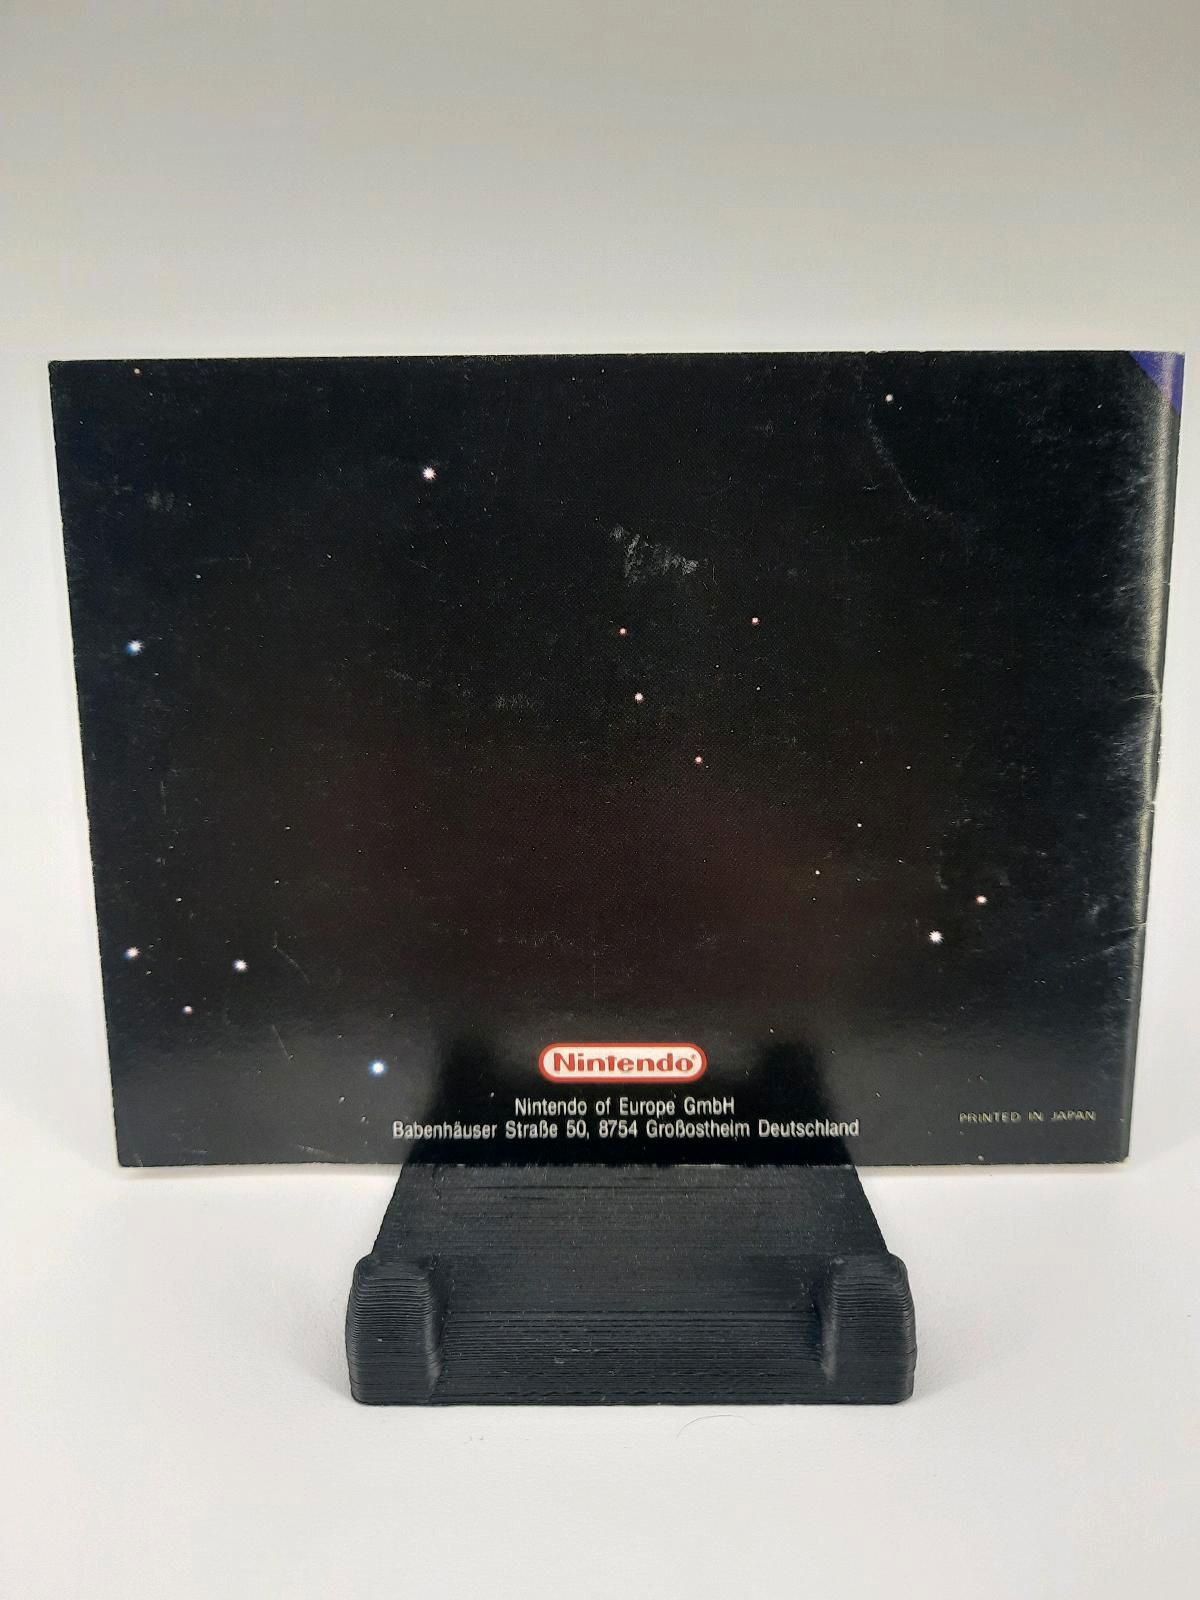 Nintendo®
Nintendo of Europe GmbH
Babenhäuser Straße 50, 8754 Großostheim Deutschland
PRINTED IN JAPAN